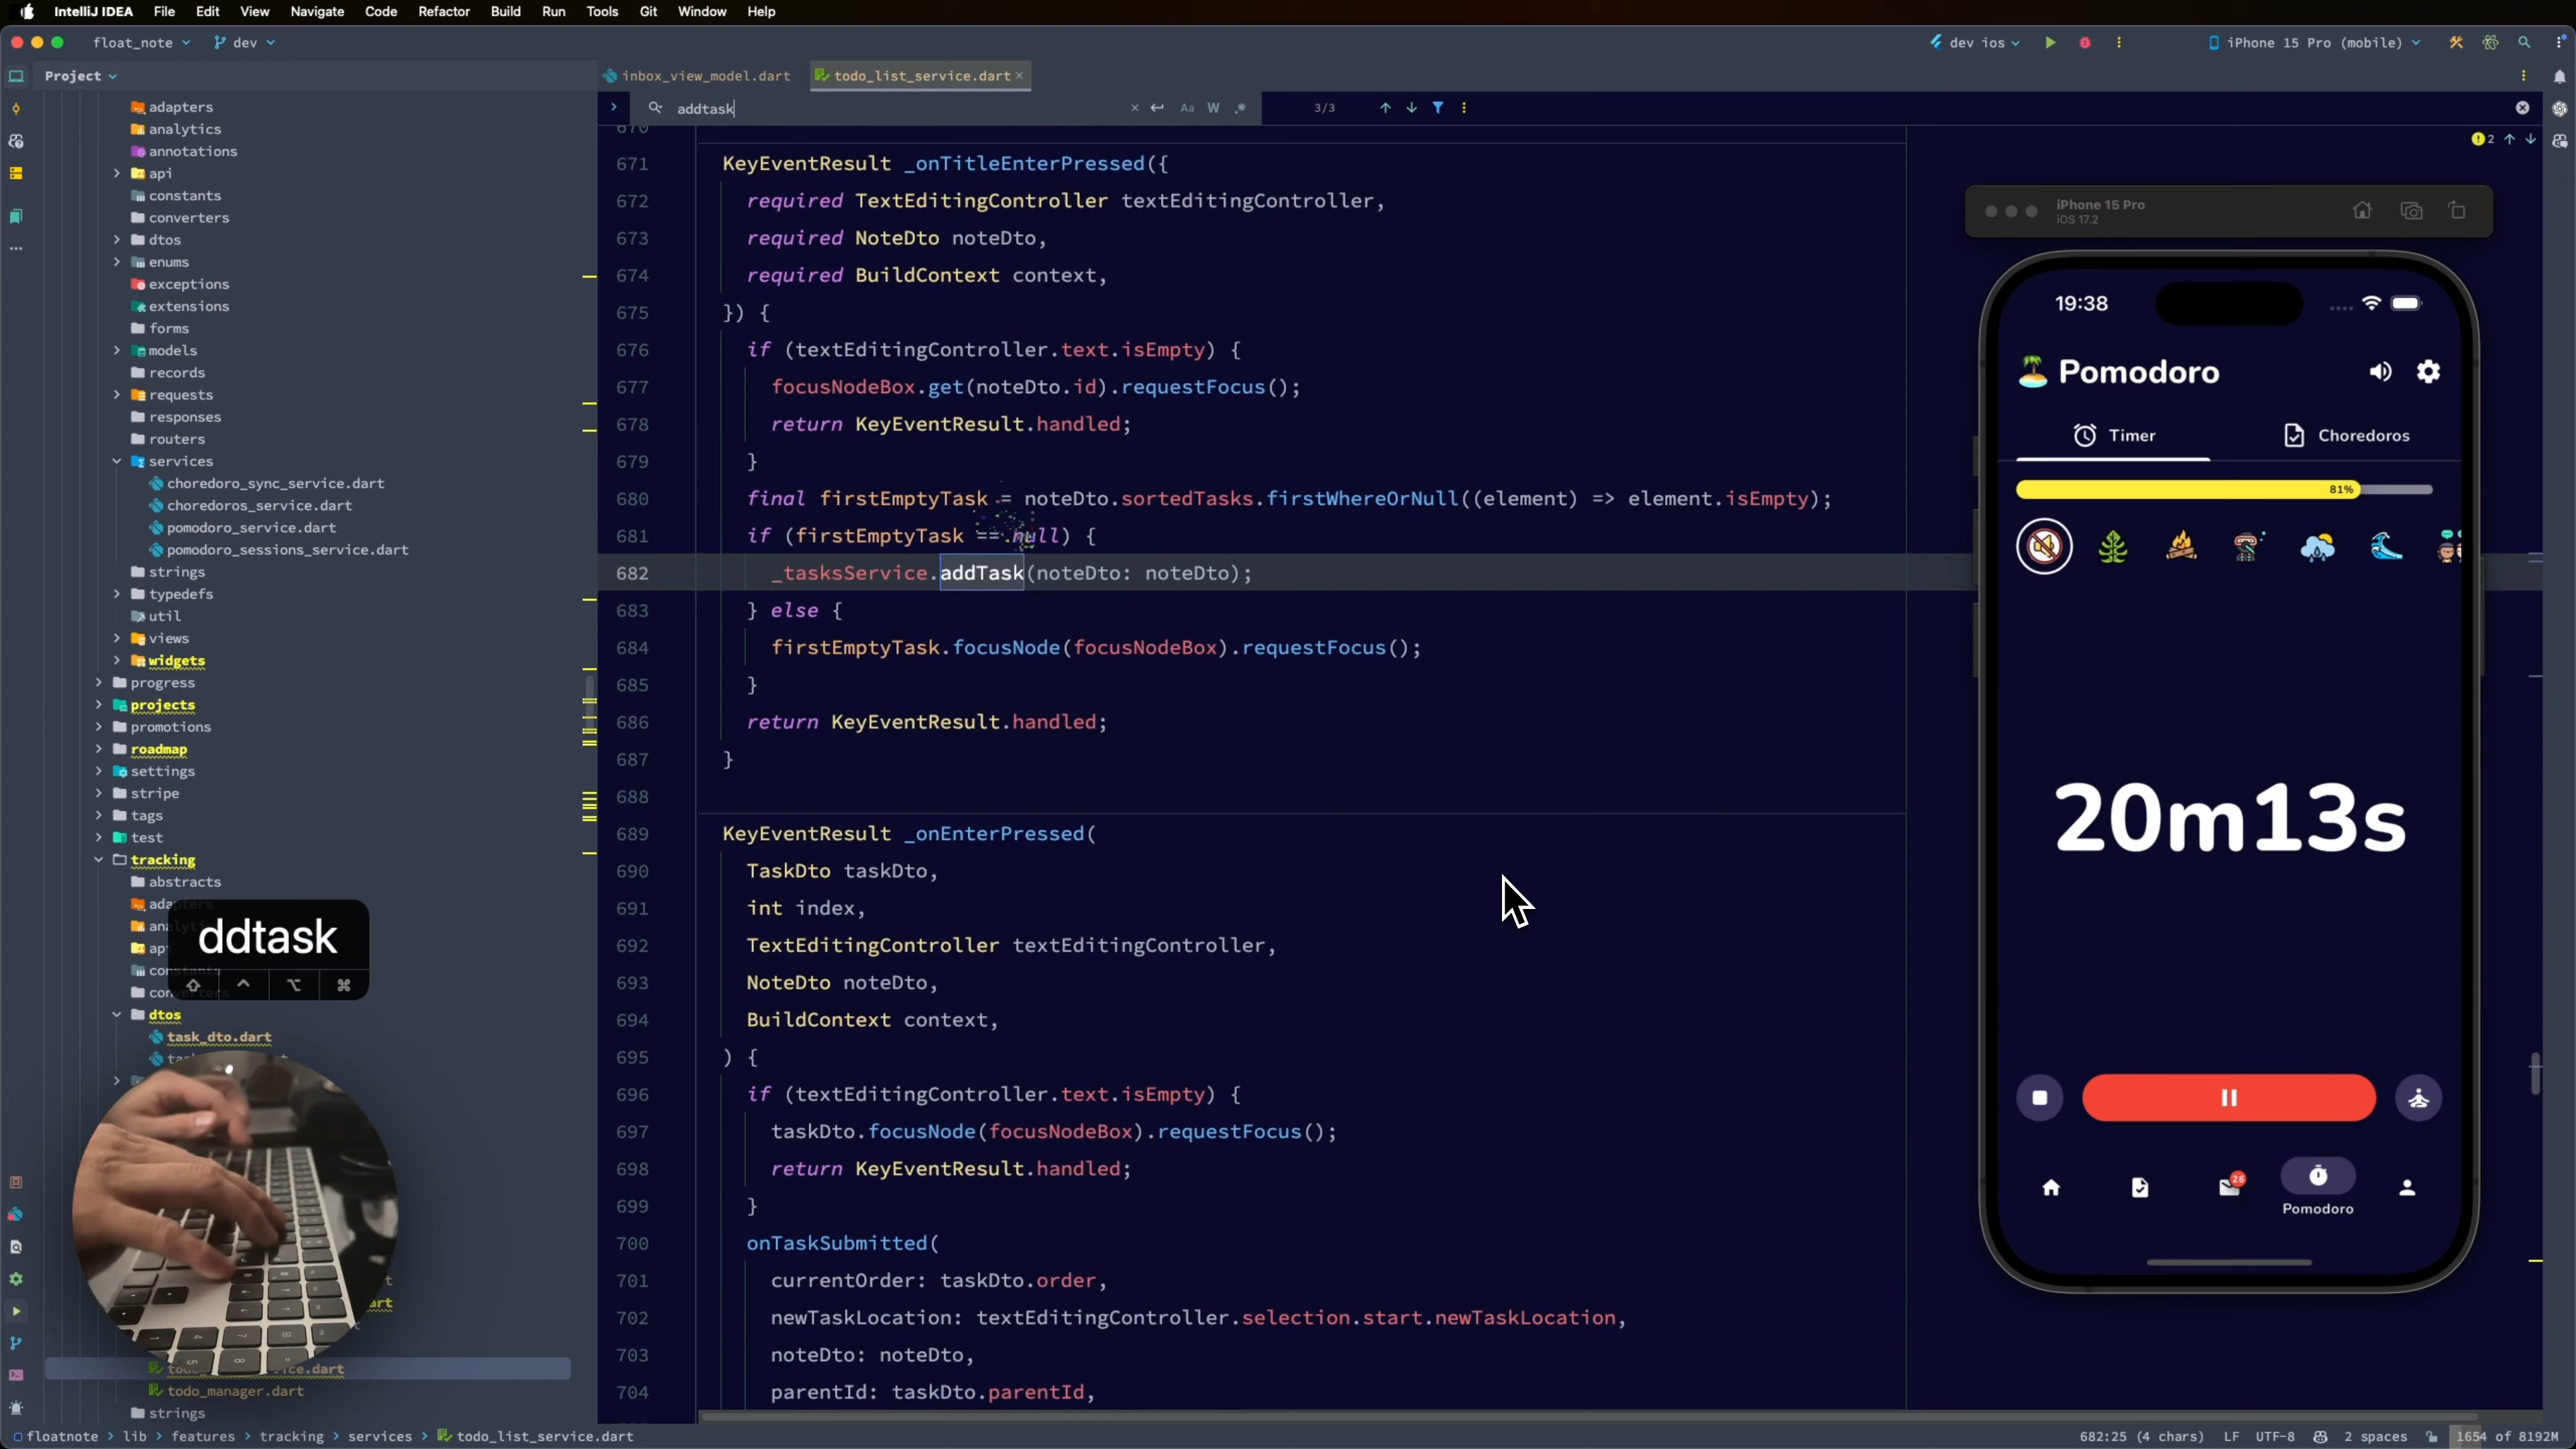 IntelliJ IDEA File Edit View Navigate Code Refactor Build Run Tools Git Window Help
float_note dev dev ios iPhone 15 Pro (mobile)
Project
inbox_view_model.dart todo_list_service.dart
addtask Aa W .* 3/3
2
adapters
analytics
annotations
api
constants
converters
dtos
enums
exceptions
extensions
forms
models
records
requests
responses
routers
services
choredoro_sync_service.dart
choredoros_service.dart
pomodoro_service.dart
pomodoro_sessions_service.dart
strings
typedefs
util
views
widgets
progress
projects
promotions
roadmap
settings
stripe
tags
test
tracking
abstracts
dtos
task_dto.dart
todo_manager.dart
strings
ddtask
670
671 KeyEventResult _onTitleEnterPressed({
672 required TextEditingController textEditingController,
673 required NoteDto noteDto,
674 required BuildContext context,
675 }) {
676 if (textEditingController.text.isEmpty) {
677 focusNodeBox.get(noteDto.id).requestFocus();
678 return KeyEventResult.handled;
679 }
680 final firstEmptyTask = noteDto.sortedTasks.firstWhereOrNull((element) => element.isEmpty);
681 if (firstEmptyTask == null) {
682 _tasksService.addTask(noteDto: noteDto);
683 } else {
684 firstEmptyTask.focusNode(focusNodeBox).requestFocus();
685 }
686 return KeyEventResult.handled;
687 }
688
689 KeyEventResult _onEnterPressed(
690 TaskDto taskDto,
691 int index,
692 TextEditingController textEditingController,
693 NoteDto noteDto,
694 BuildContext context,
695 ) {
696 if (textEditingController.text.isEmpty) {
697 taskDto.focusNode(focusNodeBox).requestFocus();
698 return KeyEventResult.handled;
699 }
700 onTaskSubmitted(
701 currentOrder: taskDto.order,
702 newTaskLocation: textEditingController.selection.start.newTaskLocation,
703 noteDto: noteDto,
704 parentId: taskDto.parentId,
iPhone 15 Pro
iOS 17.2
19:38
Pomodoro
Timer Choredoros
81%
20m13s
26
Pomodoro
floatnote > lib > features > tracking > services > todo_list_service.dart
682:25 (4 chars) LF UTF-8 2 spaces 1654 of 8192M